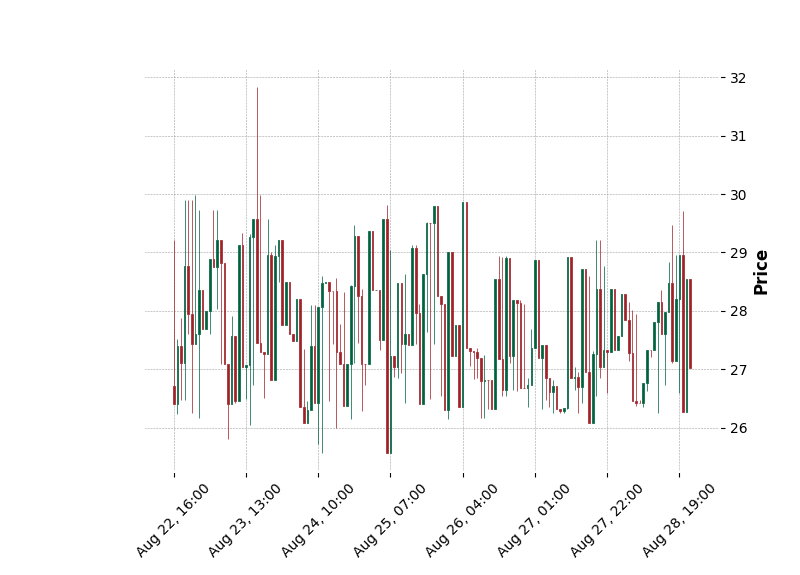 32
31
30
29
28
27
26
Price
Aug 22, 16:00
Aug 23, 13:00
Aug 24, 10:00
Aug 25, 07:00
Aug 26, 04:00
Aug 27, 01:00
Aug 27, 22:00
Aug 28, 19:00